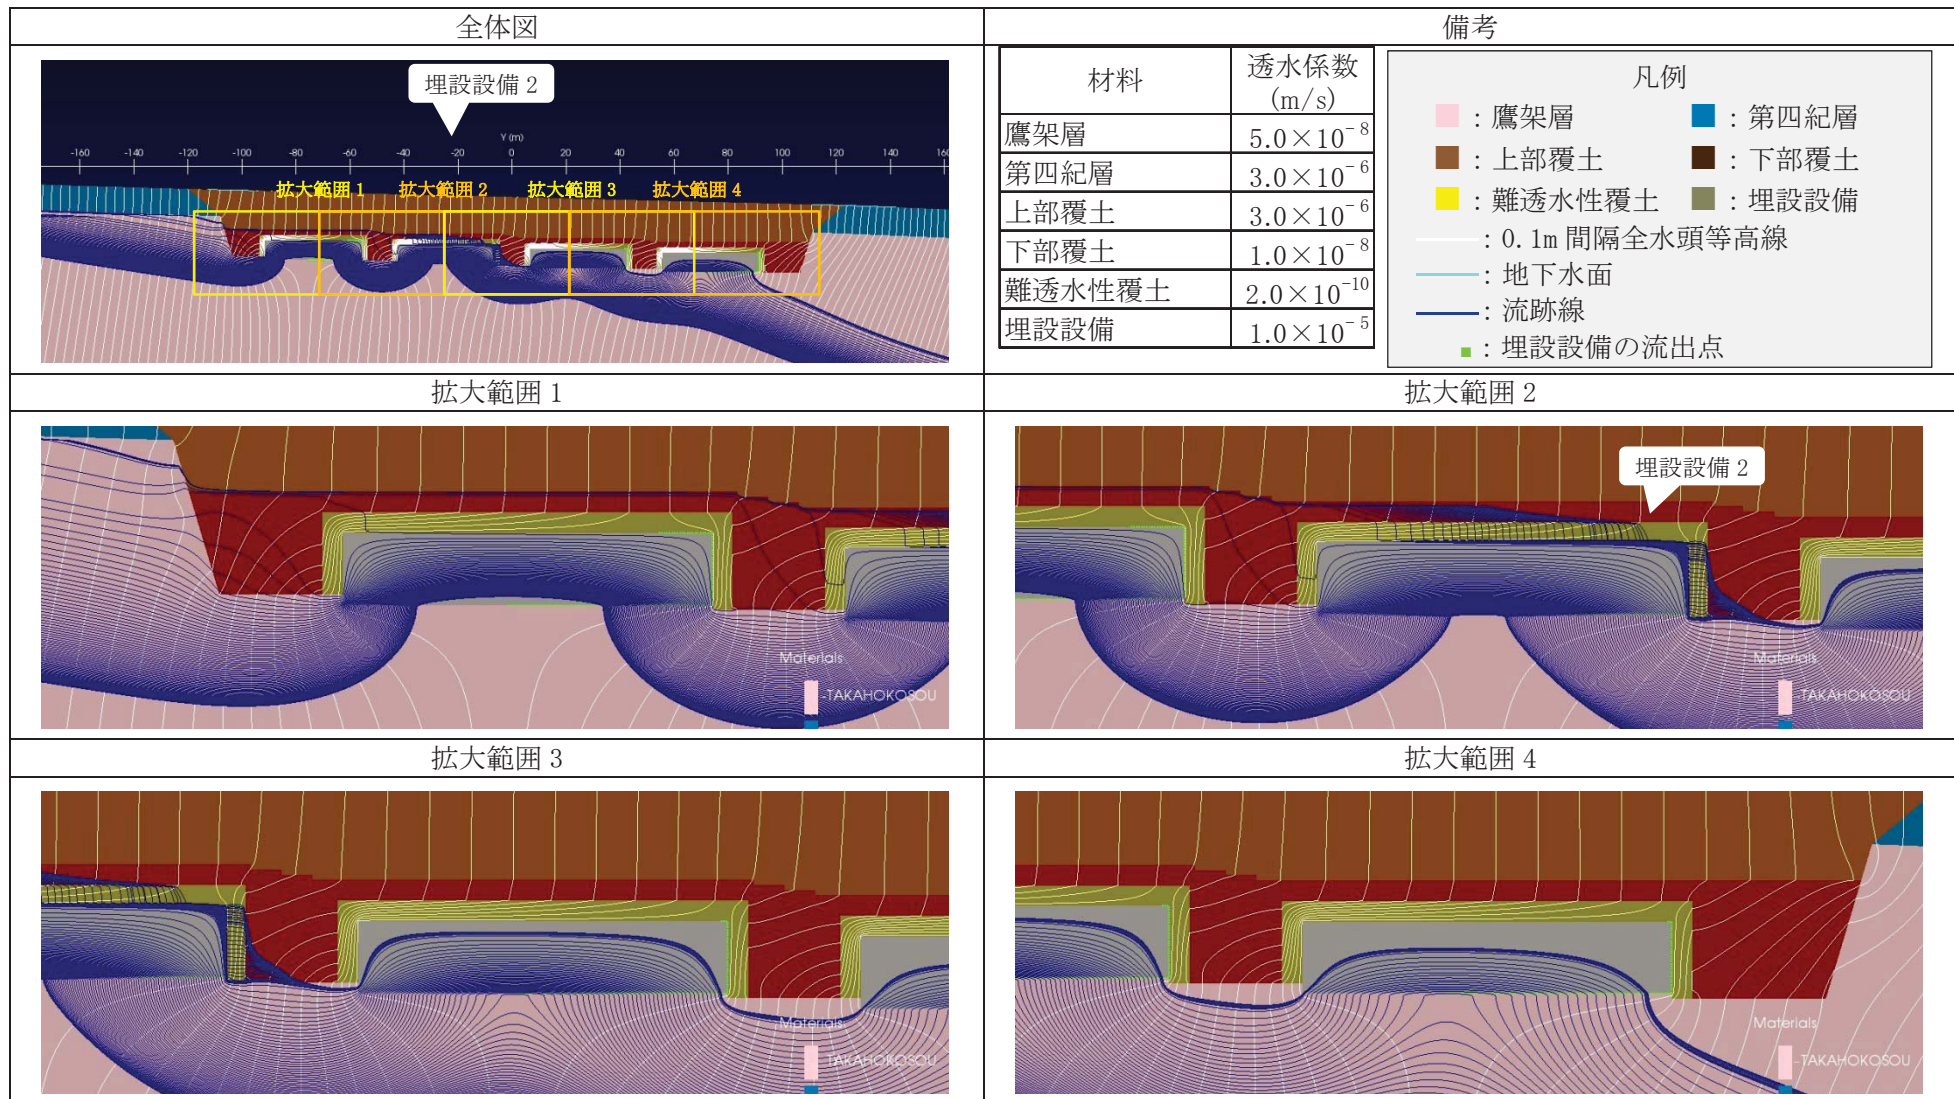 全体図
備考
埋設設備 2
Y (m)
-160 -140 -120 -100 -80 -60 -40 -20 0 20 40 60 80 100 120 140 160
拡大範囲 1 拡大範囲 2 拡大範囲 3 拡大範囲 4
材料 透水係数
(m/s)
鷹架層 5.0×10⁻⁸
第四紀層 3.0×10⁻⁶
上部覆土 3.0×10⁻⁶
下部覆土 1.0×10⁻⁸
難透水性覆土 2.0×10⁻¹⁰
埋設設備 1.0×10⁻⁵
凡例
：鷹架層 ：第四紀層
：上部覆土 ：下部覆土
：難透水性覆土 ：埋設設備
：0.1m 間隔全水頭等高線
：地下水面
：流跡線
：埋設設備の流出点
拡大範囲 1
拡大範囲 2
Materials
-TAKAHOKOSOU
埋設設備 2
Materials
-TAKAHOKOSOU
拡大範囲 3
拡大範囲 4
Materials
-TAKAHOKOSOU
Materials
-TAKAHOKOSOU